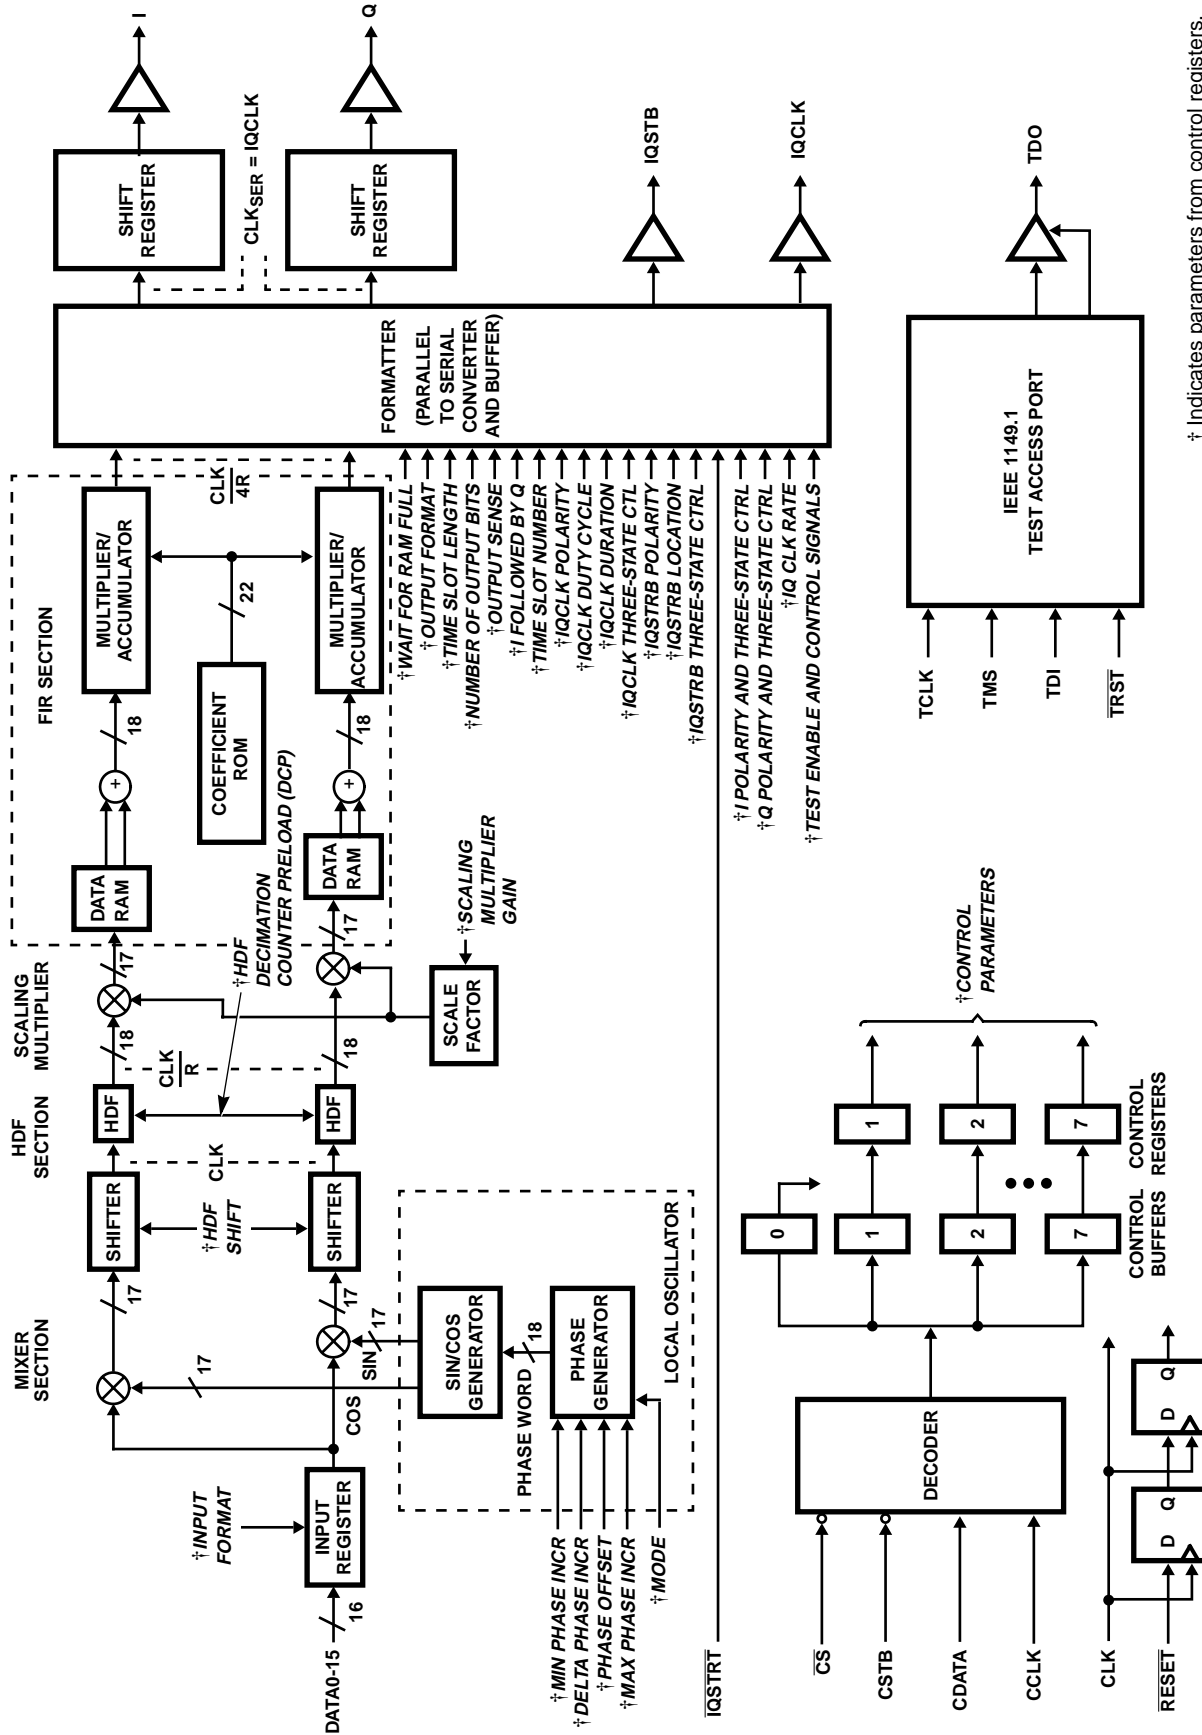 MIXER
SECTION
HDF
SECTION
SCALING
MULTIPLIER
FIR SECTION
†INPUT
FORMAT
DATA0-15
16
INPUT
REGISTER
17
17
COS
SIN
17
17
SHIFTER
†HDF
SHIFT
SHIFTER
CLK
HDF
HDF
CLK
R
18
18
†HDF
DECIMATION
COUNTER PRELOAD (DCP)
17
17
DATA
RAM
DATA
RAM
+
+
18
18
COEFFICIENT
ROM
22
MULTIPLIER/
ACCUMULATOR
MULTIPLIER/
ACCUMULATOR
CLK
4R
SCALE
FACTOR
†SCALING
MULTIPLIER
GAIN
SIN/COS
GENERATOR
PHASE WORD
18
PHASE
GENERATOR
LOCAL OSCILLATOR
†MIN PHASE INCR
†DELTA PHASE INCR
†PHASE OFFSET
†MAX PHASE INCR
†MODE
FORMATTER
(PARALLEL
TO SERIAL
CONVERTER
AND BUFFER)
†WAIT FOR RAM FULL
†OUTPUT FORMAT
†TIME SLOT LENGTH
†NUMBER OF OUTPUT BITS
†OUTPUT SENSE
†I FOLLOWED BY Q
†TIME SLOT NUMBER
†IQCLK POLARITY
†IQCLK DUTY CYCLE
†IQCLK DURATION
†IQCLK THREE-STATE CTL
†IQSTRB POLARITY
†IQSTRB LOCATION
†IQSTRB THREE-STATE CTRL
IQSTRT
†I POLARITY AND THREE-STATE CTRL
†Q POLARITY AND THREE-STATE CTRL
†IQ CLK RATE
†TEST ENABLE AND CONTROL SIGNALS
SHIFT
REGISTER
SHIFT
REGISTER
CLKSER = IQCLK
I
Q
IQSTB
IQCLK
CS
CSTB
CDATA
CCLK
DECODER
0
1
2
7
CONTROL
BUFFERS
1
2
7
CONTROL
REGISTERS
†CONTROL
PARAMETERS
CLK
RESET
D Q
D Q
TCLK
TMS
TDI
TRST
IEEE 1149.1
TEST ACCESS PORT
TDO
† Indicates parameters from control registers.